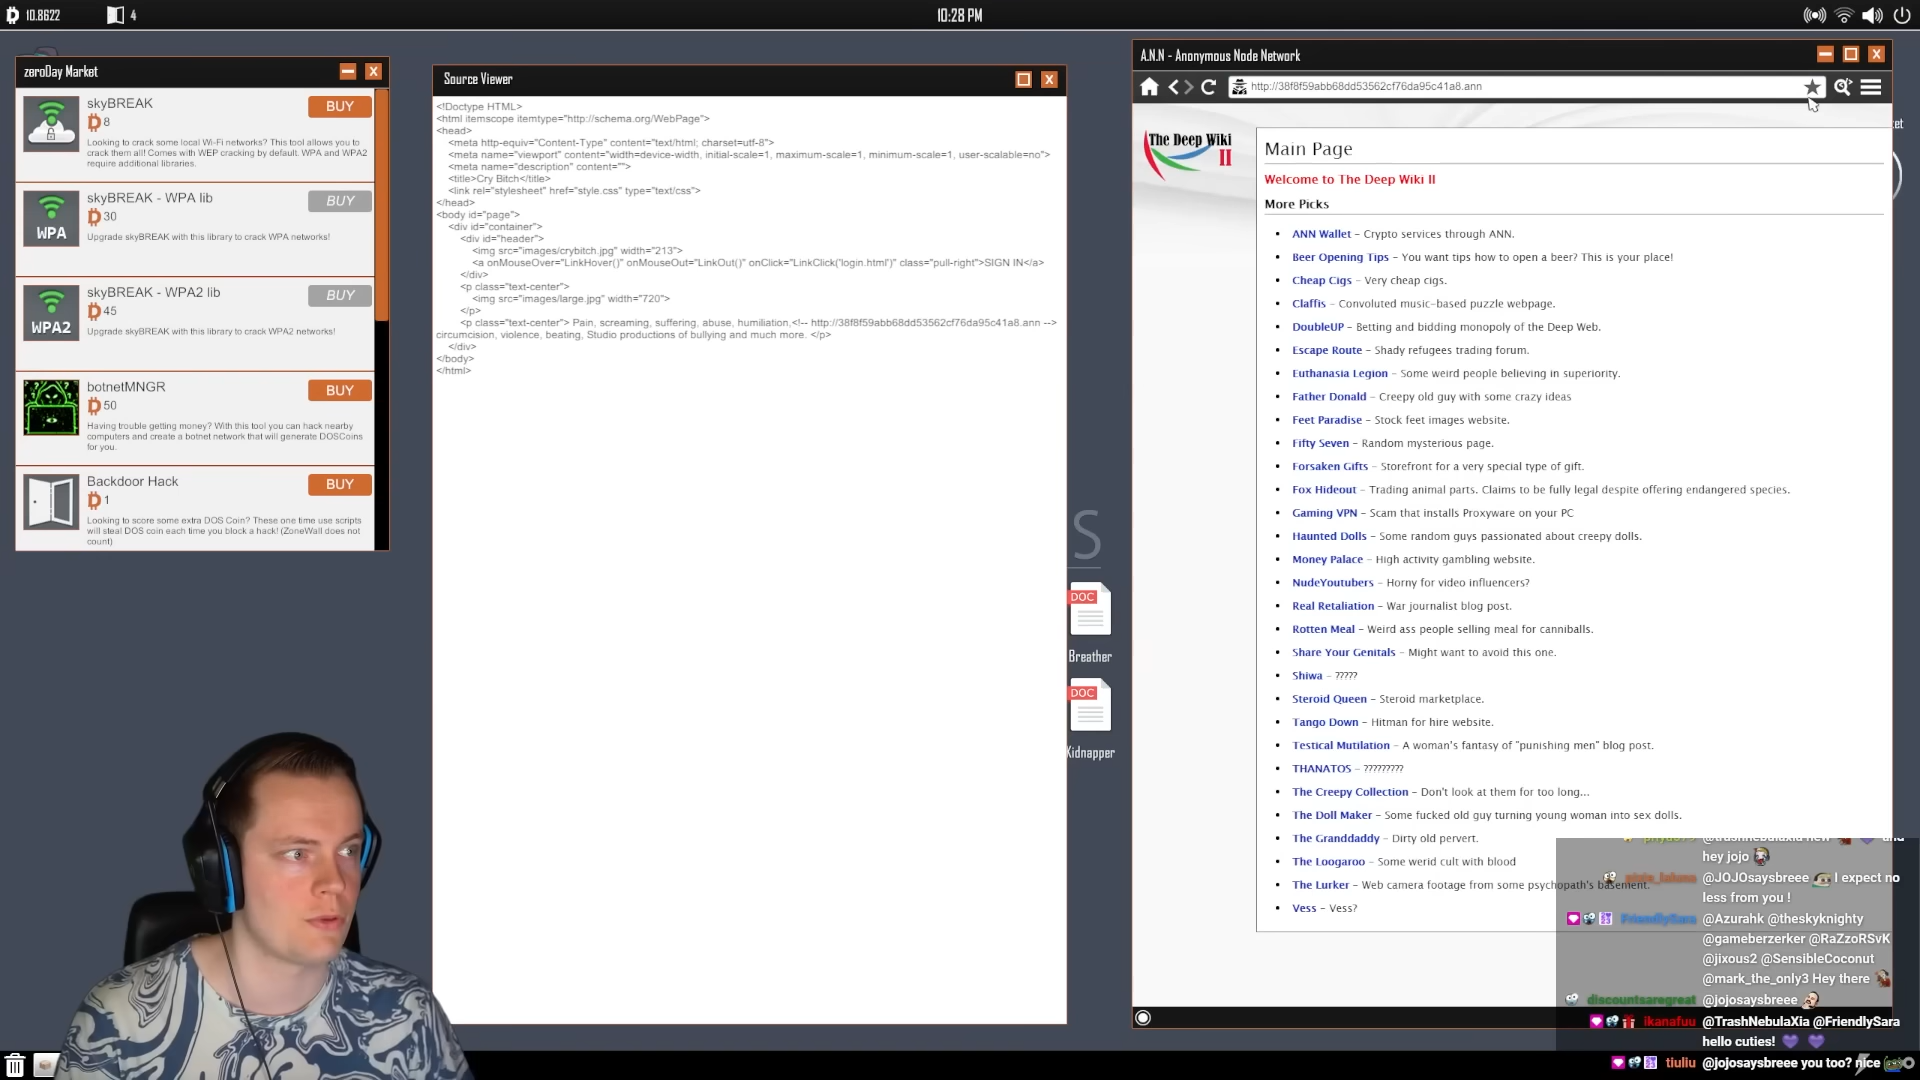 10.8622
4
10:28 PM
zeroDay Market
skyBREAK
8
BUY
Looking to crack some local Wi-Fi networks? This tool allows you to
crack them all! Comes with WEP cracking by default. WPA and WPA2
require additional libraries.
WPA
skyBREAK - WPA lib
30
BUY
Upgrade skyBREAK with this library to crack WPA networks!
WPA2
skyBREAK - WPA2 lib
45
BUY
Upgrade skyBREAK with this library to crack WPA2 networks!
botnetMNGR
50
BUY
Having trouble getting money? With this tool you can hack nearby
computers and create a botnet network that will generate DOSCoins
for you.
Backdoor Hack
1
BUY
Looking to score some extra DOS Coin? These one time use scripts
will steal DOS coin each time you block a hack! (ZoneWall does not
count)
Source Viewer
<!Doctype HTML>
<html itemscope itemtype="http://schema.org/WebPage">
<head>
<meta http-equiv="Content-Type" content="text/html; charset=utf-8">
<meta name="viewport" content="width=device-width, initial-scale=1, maximum-scale=1, minimum-scale=1, user-scalable=no">
<meta name="description" content="">
<title>Cry Bitch</title>
<link rel="stylesheet" href="style.css" type="text/css">
</head>
<body id="page">
<div id="container">
<div id="header">
<img src="images/crybitch.jpg" width="213">
<a onMouseOver="LinkHover()" onMouseOut="LinkOut()" onClick="LinkClick('login.html')" class="pull-right">SIGN IN</a>
</div>
<p class="text-center">
<img src="images/large.jpg" width="720">
</p>
<p class="text-center"> Pain, screaming, suffering, abuse, humiliation,<!-- http://38f8f59abb68dd53562cf76da95c41a8.ann -->
circumcision, violence, beating, Studio productions of bullying and much more. </p>
</div>
</body>
</html>
S
DOC
Breather
DOC
Kidnapper
A.N.N - Anonymous Node Network
http://38f8f59abb68dd53562cf76da95c41a8.ann
The Deep Wiki
II
Main Page
Welcome to The Deep Wiki II
More Picks
• ANN Wallet – Crypto services through ANN.
• Beer Opening Tips – You want tips how to open a beer? This is your place!
• Cheap Cigs – Very cheap cigs.
• Claffis – Convoluted music-based puzzle webpage.
• DoubleUP – Betting and bidding monopoly of the Deep Web.
• Escape Route – Shady refugees trading forum.
• Euthanasia Legion – Some weird people believing in superiority.
• Father Donald – Creepy old guy with some crazy ideas
• Feet Paradise – Stock feet images website.
• Fifty Seven – Random mysterious page.
• Forsaken Gifts – Storefront for a very special type of gift.
• Fox Hideout – Trading animal parts. Claims to be fully legal despite offering endangered species.
• Gaming VPN – Scam that installs Proxyware on your PC
• Haunted Dolls – Some random guys passionated about creepy dolls.
• Money Palace – High activity gambling website.
• NudeYoutubers – Horny for video influencers?
• Real Retaliation – War journalist blog post.
• Rotten Meal – Weird ass people selling meal for canniballs.
• Share Your Genitals – Might want to avoid this one.
• Shiwa – ?????
• Steroid Queen – Steroid marketplace.
• Tango Down – Hitman for hire website.
• Testical Mutilation – A woman's fantasy of "punishing men" blog post.
• THANATOS – ?????????
• The Creepy Collection – Don't look at them for too long...
• The Doll Maker – Some fucked old guy turning young woman into sex dolls.
• The Granddaddy – Dirty old pervert.
• The Loogaroo – Some werid cult with blood
• The Lurker – Web camera footage from some psychopath's basement.
• Vess – Vess?
hey jojo
@JOJOsaysbreee I expect no
less from you !
FriendlySara @Azurahk @theskyknighty
@gameberzerker @RaZzoRSvK
@jixous2 @SensibleCoconut
@mark_the_only3 Hey there
discountsaregreat @jojosaysbreee
ikanafuu @TrashNebulaXia @FriendlySara
hello cuties!
tiuliu @jojosaysbreee you too? nice